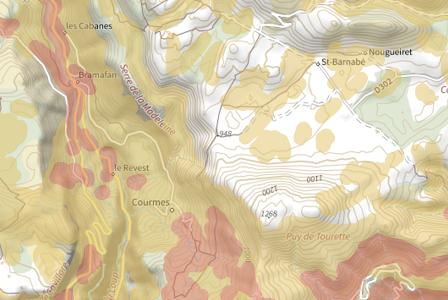 les Cabanes
Nougueiret
St-Barnabé
Bramafan
D302
Serre de la Madeleine
948
le Revest
1100
1200
Courmes
1268
Puy de Tourette